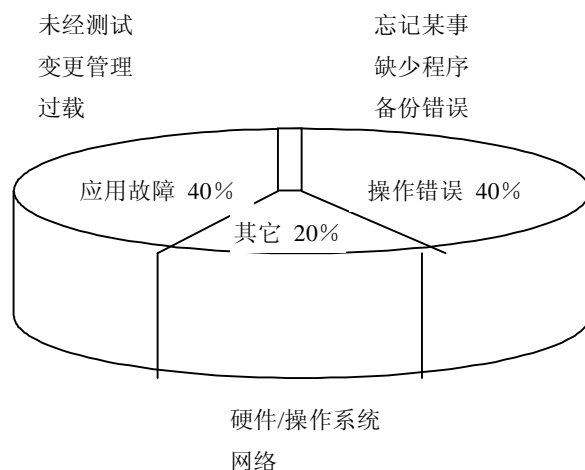 未经测试
变更管理
过载
忘记某事
缺少程序
备份错误
应用故障 40%
操作错误 40%
其它 20%
硬件/操作系统
网络